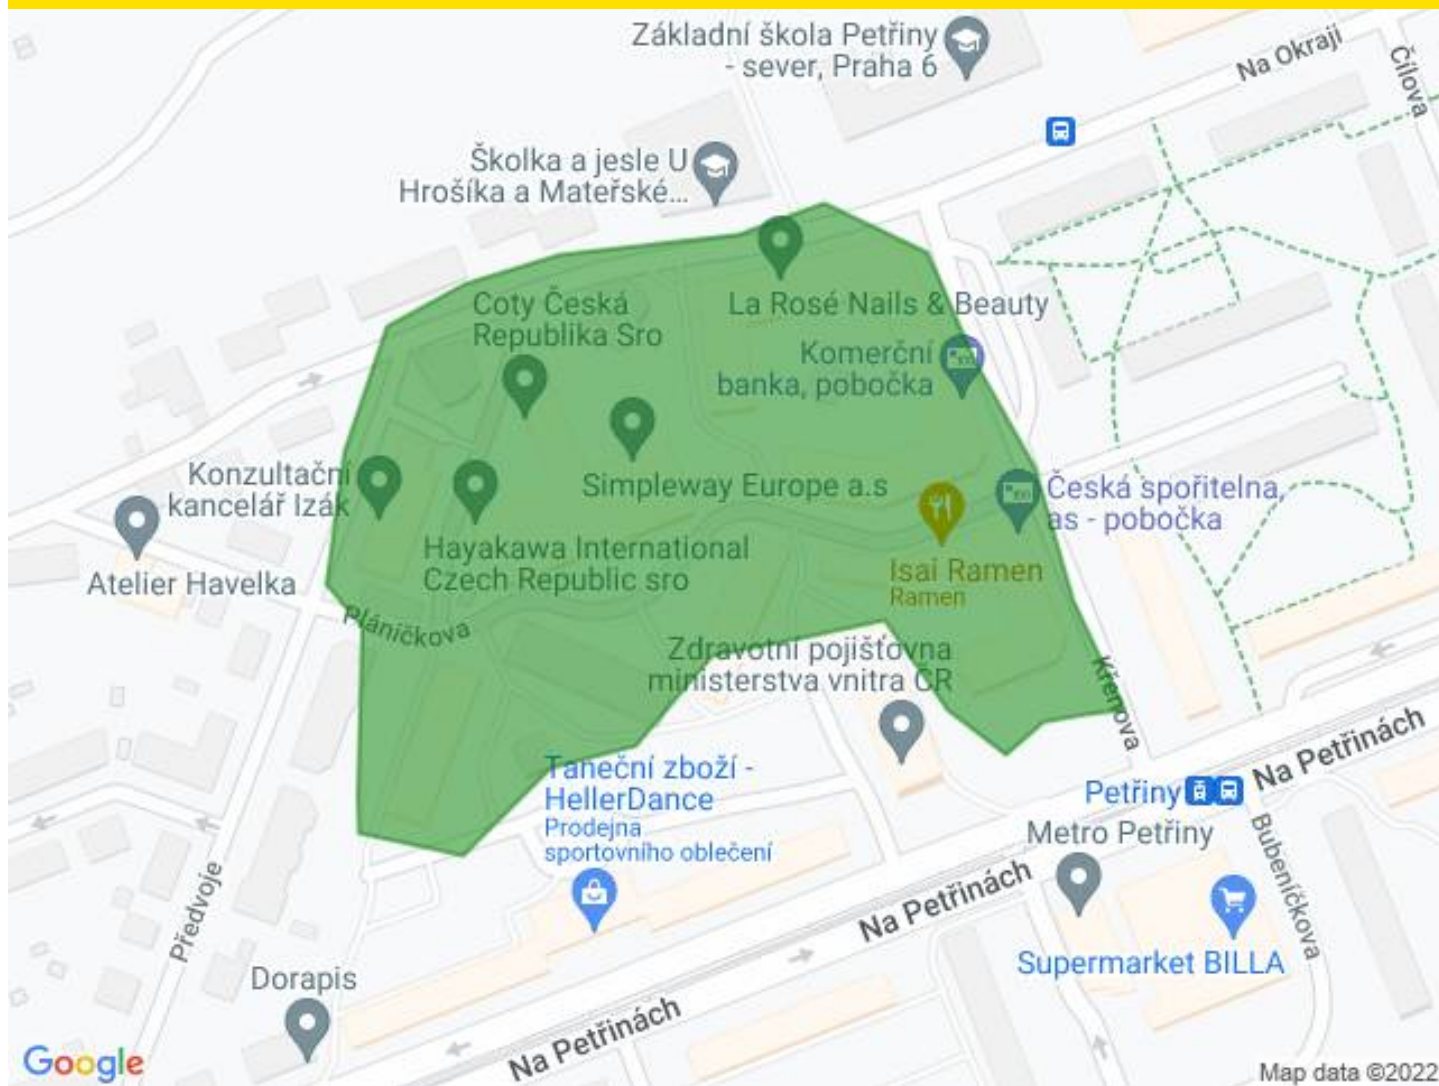 Základní škola Petřiny
- sever, Praha 6
Na Okraji
Čílova
Školka a jesle U
Hrošíka a Mateřské...
Coty Česká
Republika Sro
La Rosé Nails & Beauty
Komerční
banka, pobočka
Konzultační
kancelář Izák
Simpleway Europe a.s
Česká spořitelna,
as - pobočka
Atelier Havelka
Hayakawa International
Czech Republic sro
Isai Ramen
Ramen
Pláničkova
Zdravotní pojišťovna
ministerstva vnitra ČR
Křenova
Taneční zboží -
HellerDance
Prodejna
sportovního oblečení
Petřiny
Na Petřinách
Metro Petřiny
Bubeníčkova
Předvoje
Na Petřinách
Supermarket BILLA
Dorapis
Na Petřinách
Google
Map data ©2022